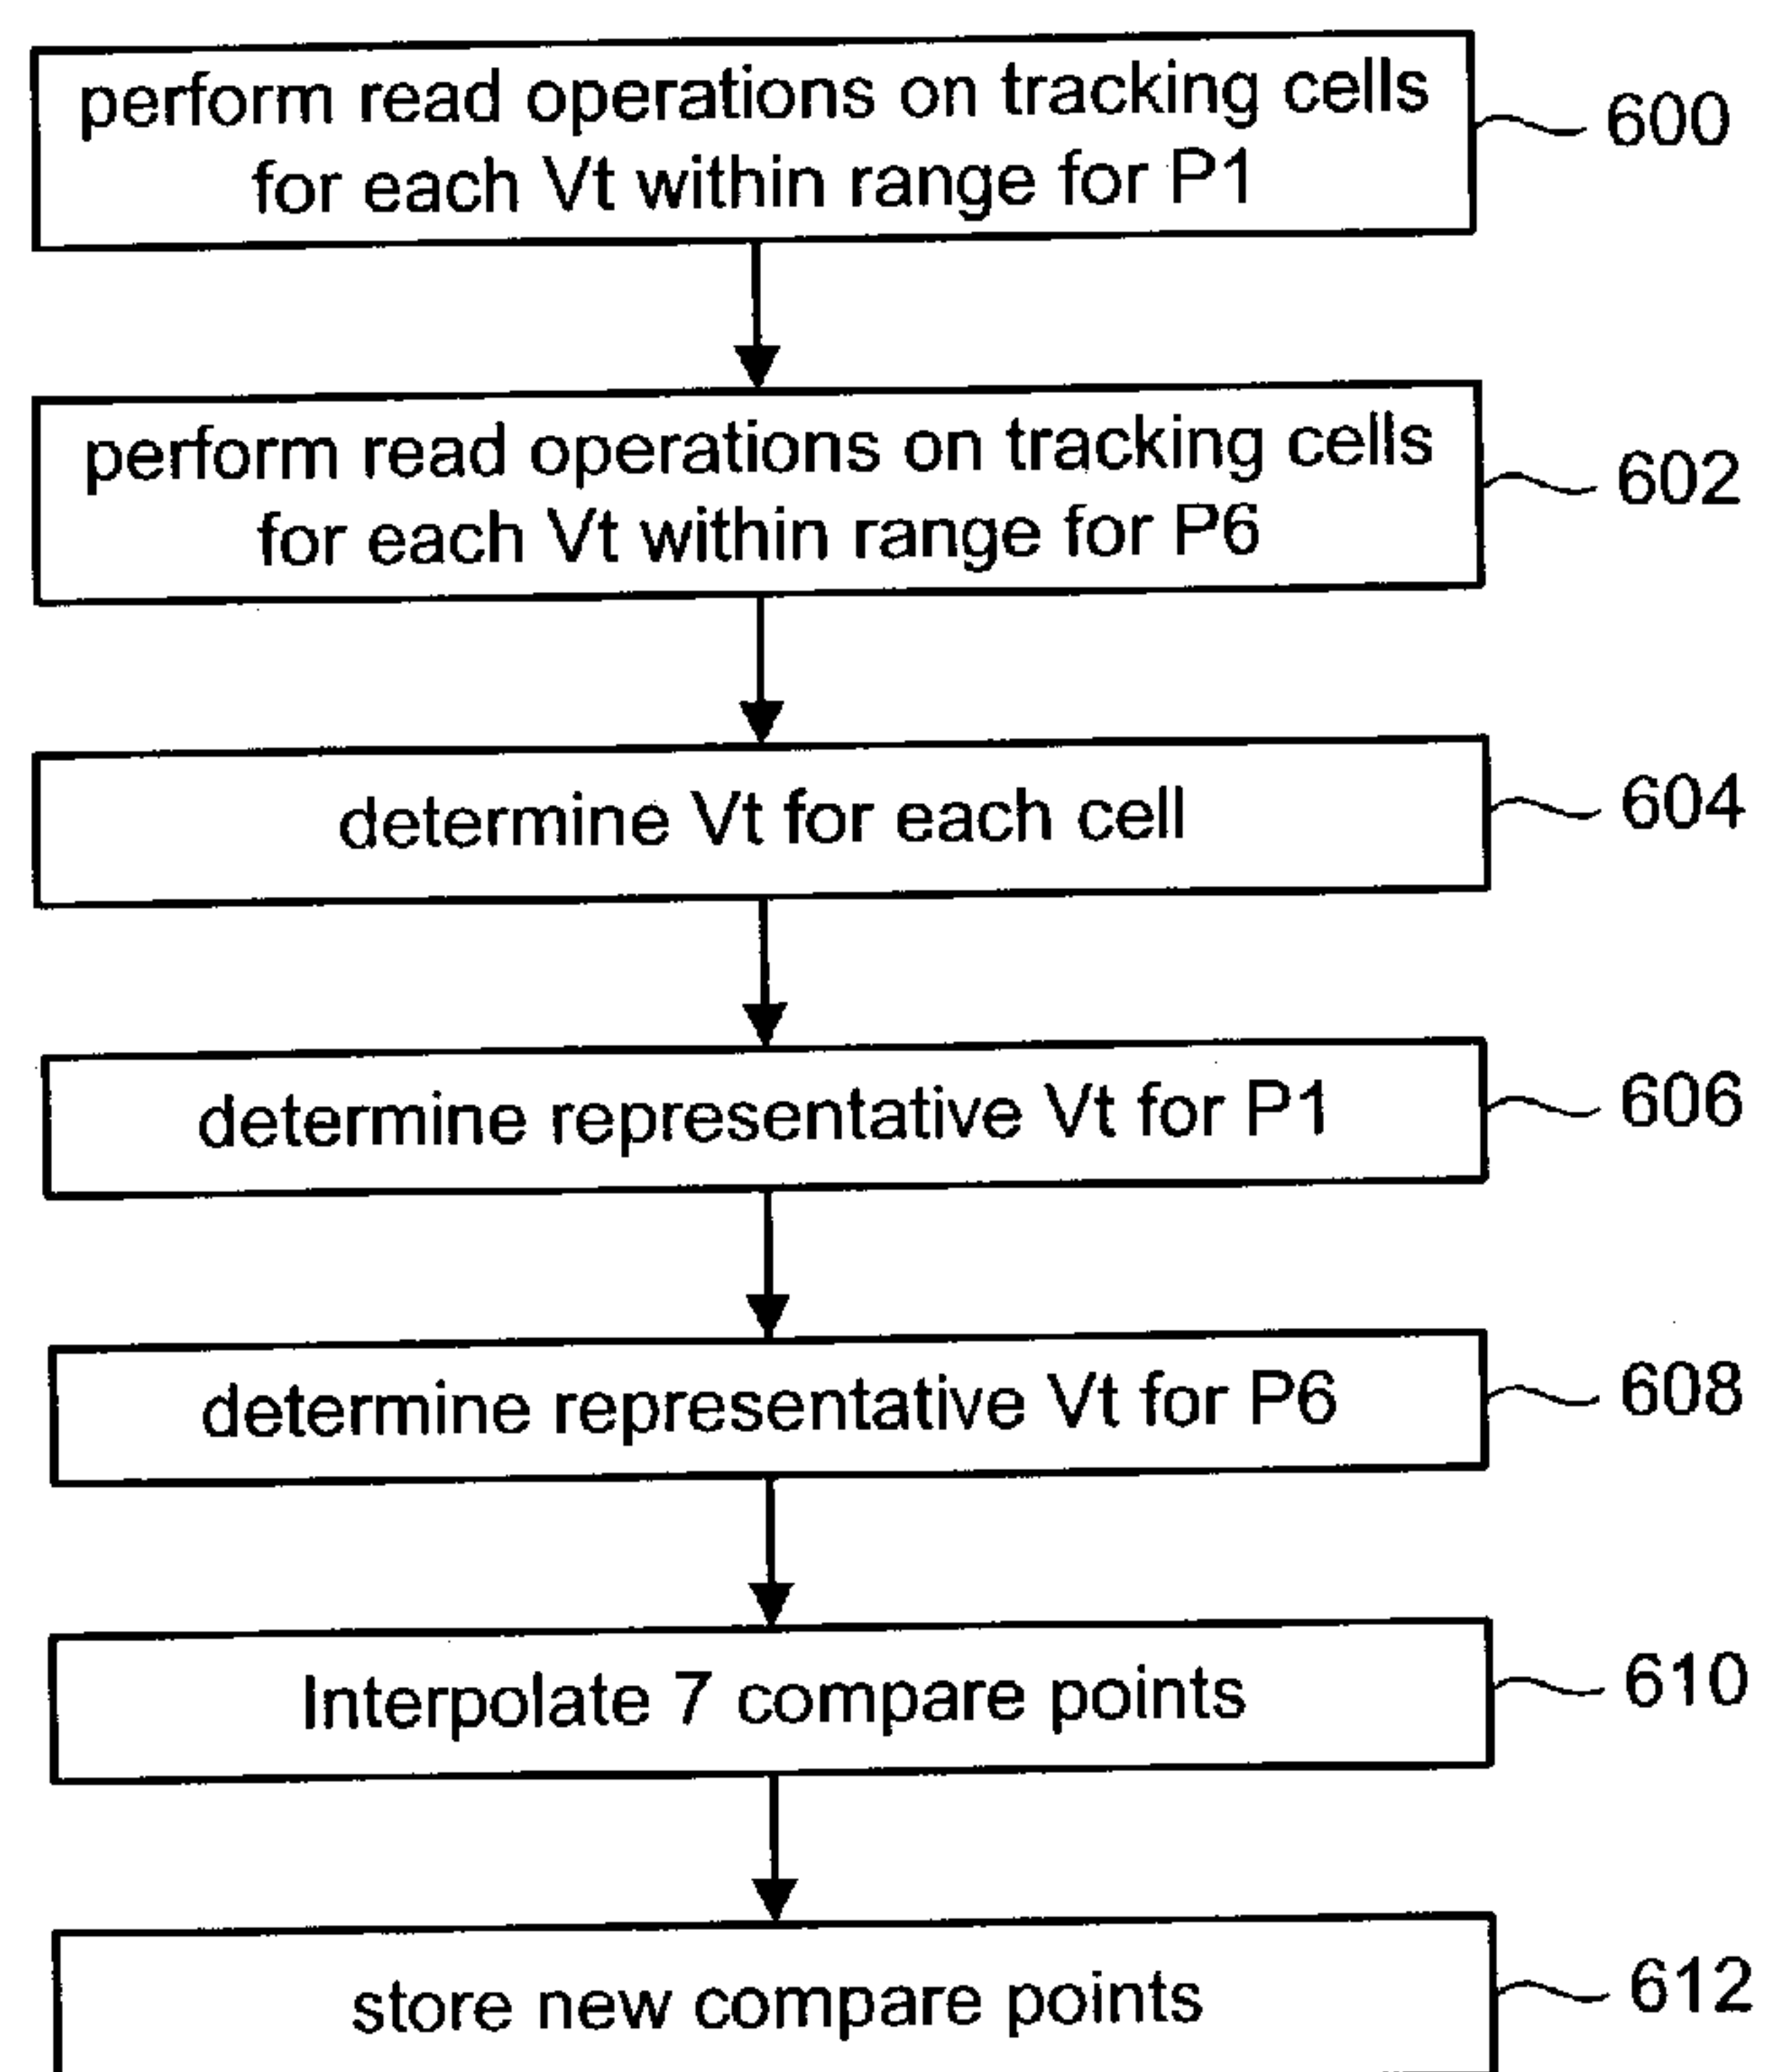 perform read operations on tracking cells
for each Vt within range for P1
600
perform read operations on tracking cells
for each Vt within range for P6
602
determine Vt for each cell
604
determine representative Vt for P1
606
determine representative Vt for P6
608
Interpolate 7 compare points
610
store new compare points
612